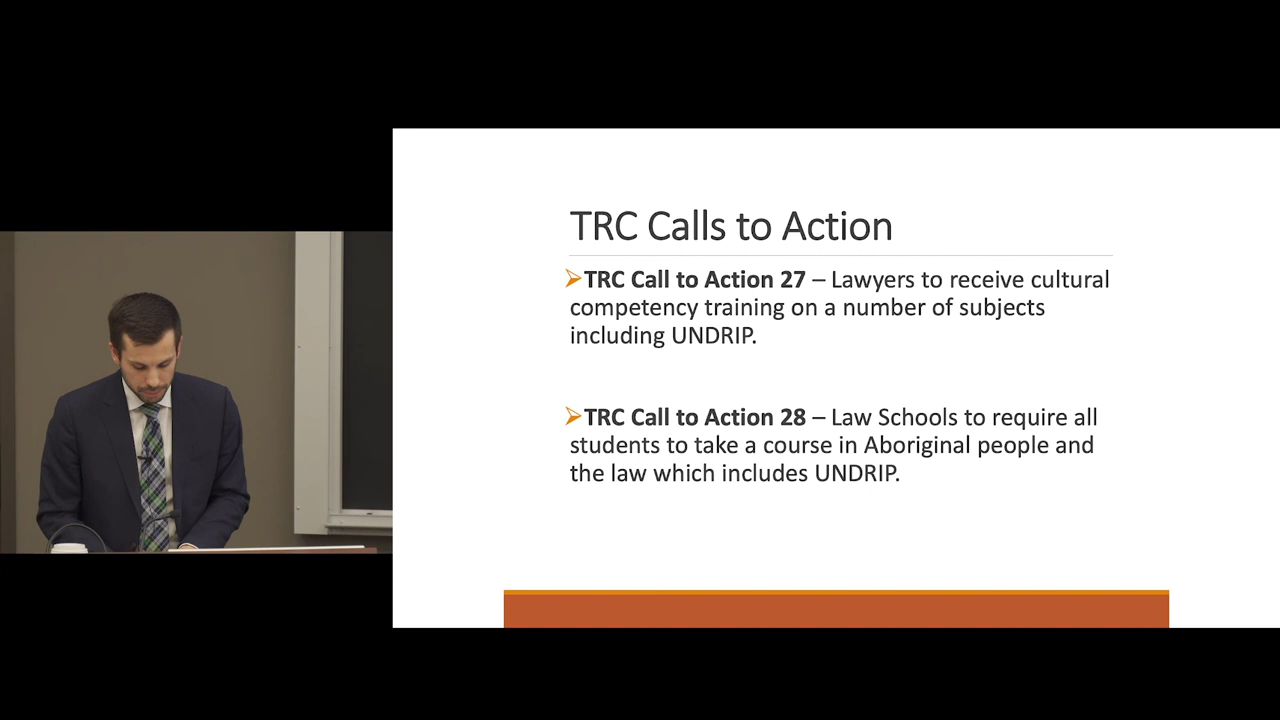 TRC Calls to Action
➢TRC Call to Action 27 – Lawyers to receive cultural
competency training on a number of subjects
including UNDRIP.
➢TRC Call to Action 28 – Law Schools to require all
students to take a course in Aboriginal people and
the law which includes UNDRIP.